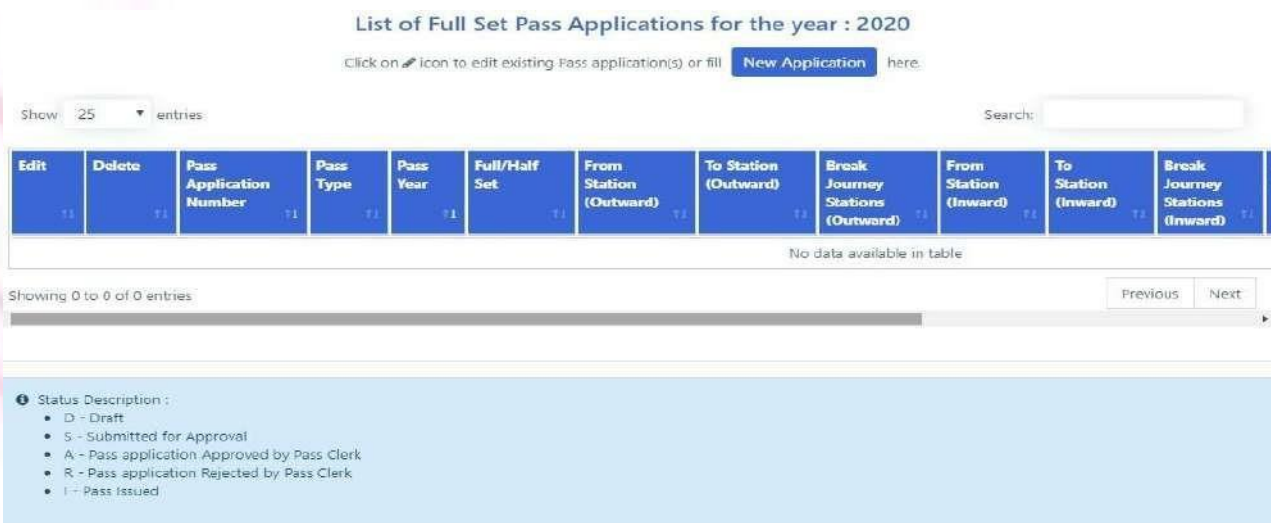 List of Full Set Pass Applications for the year : 2020
Click on icon to edit existing Pass application(s) or fill New Application here.
Show 25 entries Search:
Edit Delete Pass Application Number Pass Type Pass Year Full/Half Set From Station (Outward) To Station (Outward) Break Journey Stations (Outward) From Station (Inward) To Station (Inward) Break Journey Stations (Inward)
No data available in table
Showing 0 to 0 of 0 entries Previous Next
Status Description :
D - Draft
S - Submitted for Approval
A - Pass application Approved by Pass Clerk
R - Pass application Rejected by Pass Clerk
I - Pass Issued